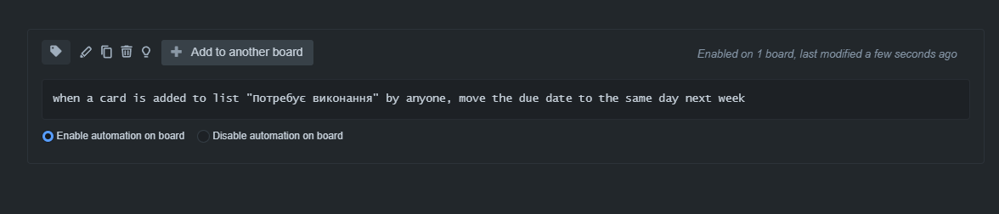 Add to another board
Enabled on 1 board, last modified a few seconds ago
when a card is added to list "Потребує виконання" by anyone, move the due date to the same day next week
Enable automation on board
Disable automation on board